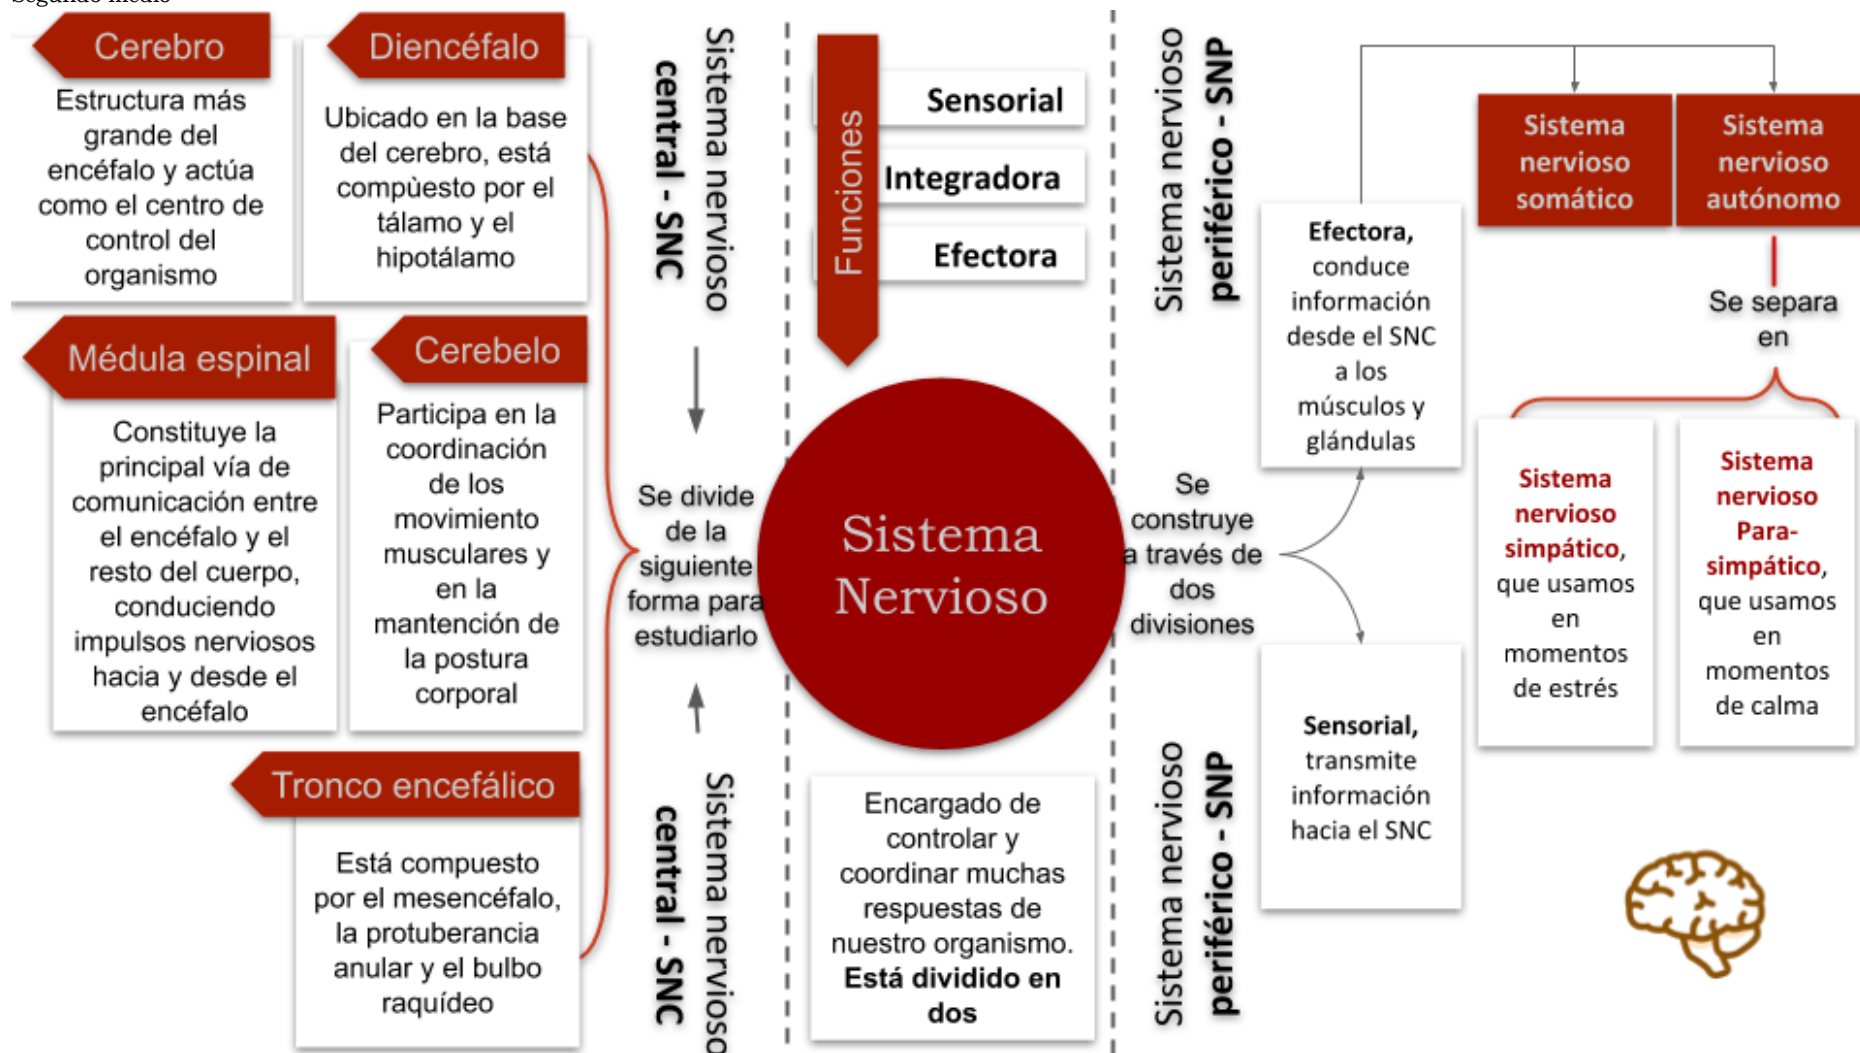 Segundo medio
Cerebro
Estructura más
grande del
encéfalo y actúa
como el centro de
control del
organismo
Diencéfalo
Ubicado en la base
del cerebro, está
compùesto por el
tálamo y el
hipotálamo
Médula espinal
Constituye la
principal vía de
comunicación entre
el encéfalo y el
resto del cuerpo,
conduciendo
impulsos nerviosos
hacia y desde el
encéfalo
Cerebelo
Participa en la
coordinación
de los
movimiento
musculares y
en la
mantención de
la postura
corporal
Tronco encefálico
Está compuesto
por el mesencéfalo,
la protuberancia
anular y el bulbo
raquídeo
Sistema nervioso
central - SNC
Se divide
de la
siguiente
forma para
estudiarlo
Sistema nervioso
central - SNC
Funciones
Sensorial
Integradora
Efectora
Sistema
Nervioso
Encargado de
controlar y
coordinar muchas
respuestas de
nuestro organismo.
Está dividido en
dos
Sistema nervioso
periférico - SNP
Se
construye
a través de
dos
divisiones
Sistema nervioso
periférico - SNP
Efectora,
conduce
información
desde el SNC
a los
músculos y
glándulas
Sensorial,
transmite
información
hacia el SNC
Sistema
nervioso
somático
Sistema
nervioso
autónomo
Se separa
en
Sistema
nervioso
simpático,
que usamos
en
momentos
de estrés
Sistema
nervioso
Para-
simpático,
que usamos
en
momentos
de calma